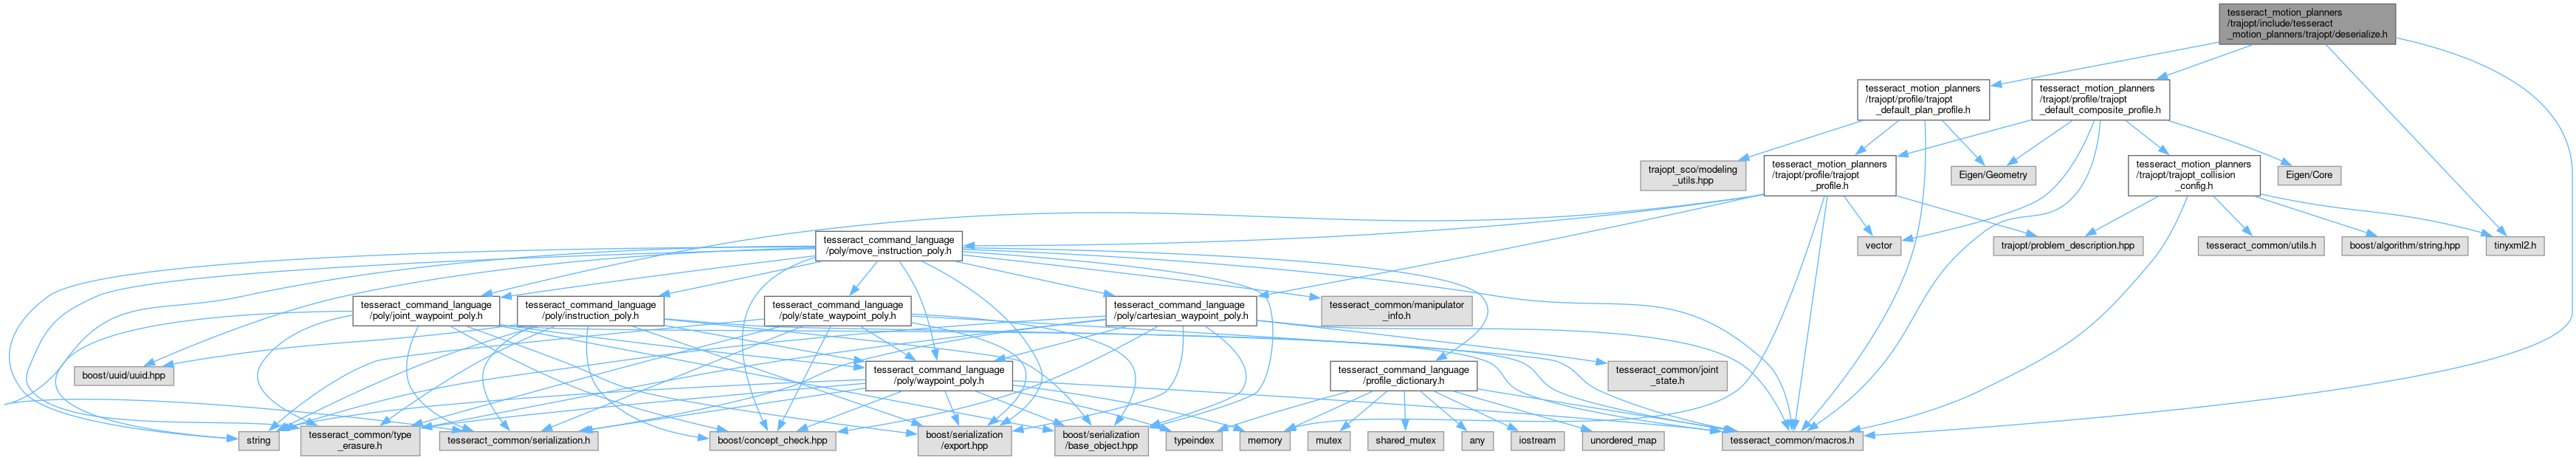 tesseract_motion_planners
/trajopt/include/tesseract
_motion_planners/trajopt/deserialize.h
tesseract_motion_planners
/trajopt/profile/trajopt
_default_plan_profile.h
tesseract_motion_planners
/trajopt/profile/trajopt
_default_composite_profile.h
trajopt_sco/modeling
_utils.hpp
tesseract_motion_planners
/trajopt/profile/trajopt
_profile.h
Eigen/Geometry
tesseract_motion_planners
/trajopt/trajopt_collision
_config.h
Eigen/Core
tesseract_command_language
/poly/move_instruction_poly.h
vector
trajopt/problem_description.hpp
tesseract_common/utils.h
boost/algorithm/string.hpp
tinyxml2.h
tesseract_command_language
/poly/joint_waypoint_poly.h
tesseract_command_language
/poly/instruction_poly.h
tesseract_command_language
/poly/state_waypoint_poly.h
tesseract_command_language
/poly/cartesian_waypoint_poly.h
tesseract_common/manipulator
_info.h
boost/uuid/uuid.hpp
tesseract_command_language
/poly/waypoint_poly.h
tesseract_command_language
/profile_dictionary.h
tesseract_common/joint
_state.h
string
tesseract_common/type
_erasure.h
tesseract_common/serialization.h
boost/concept_check.hpp
boost/serialization
/export.hpp
boost/serialization
/base_object.hpp
typeindex
memory
mutex
shared_mutex
any
iostream
unordered_map
tesseract_common/macros.h